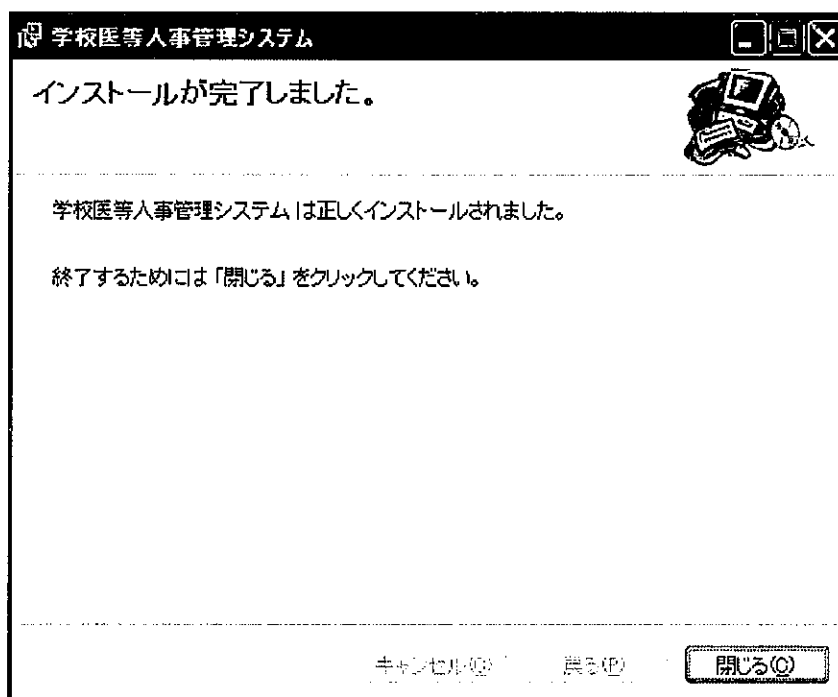 学校医等人事管理システム
インストールが完了しました。
学校医等人事管理システム は正しくインストールされました。
終了するためには「閉じる」をクリックしてください。
キャンセル(C) 戻る(P) 閉じる(C)